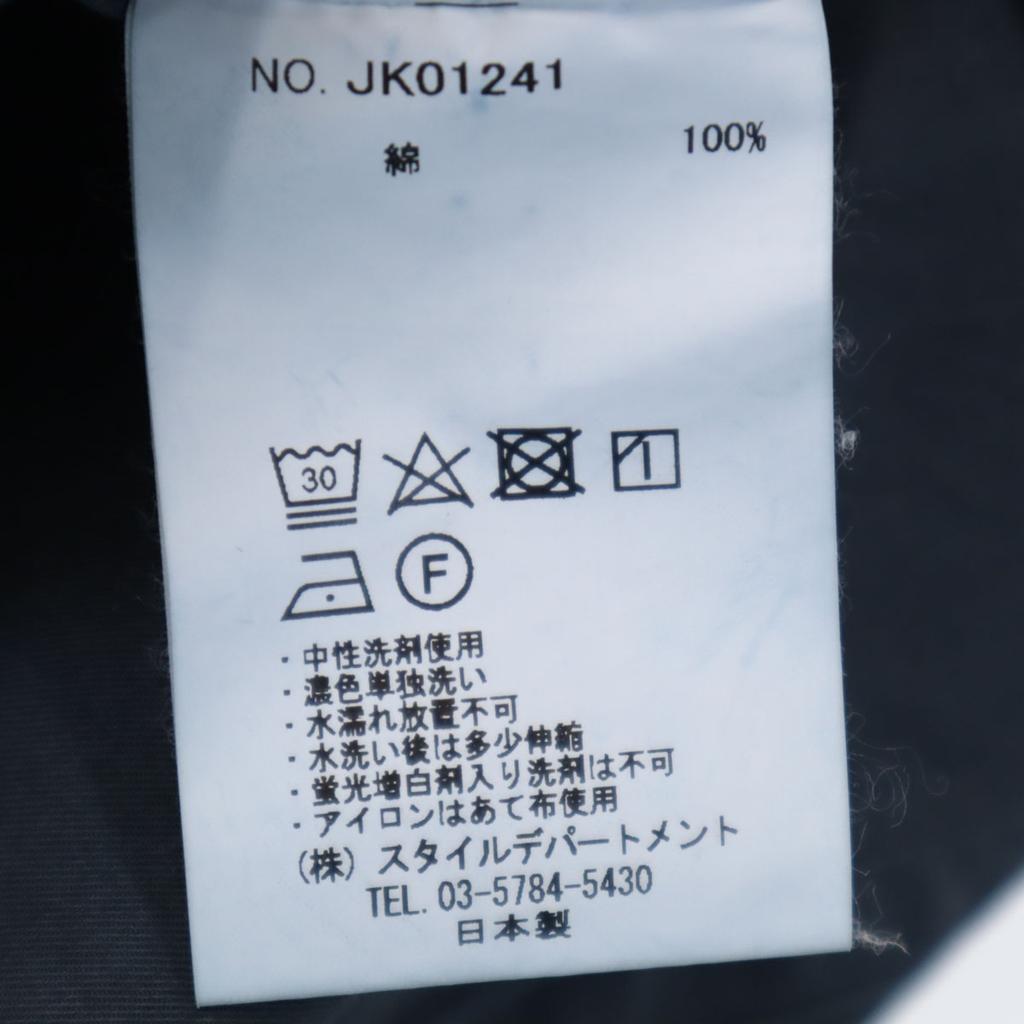 NO. JK01241
綿 100%
30
F
・中性洗剤使用
・濃色単独洗い
・水濡れ放置不可
・水洗い後は多少伸縮
・蛍光増白剤入り洗剤は不可
・アイロンはあて布使用
(株) スタイルデパートメント
TEL. 03-5784-5430
日本製